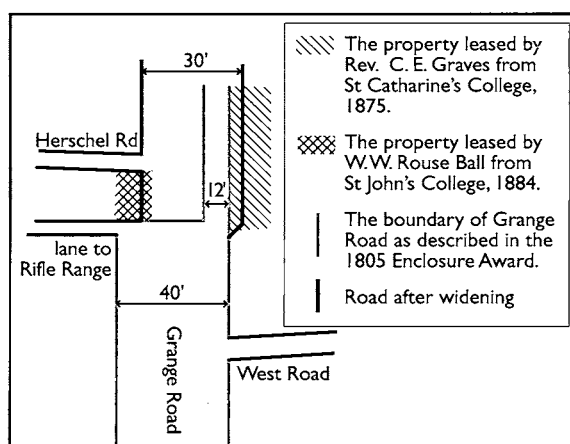 30'
Herschel Rd
12'
lane to
Rifle Range
40'
Grange Road
West Road
The property leased by
Rev. C. E. Graves from
St Catharine's College,
1875.
The property leased by
W.W. Rouse Ball from
St John's College, 1884.
The boundary of Grange
Road as described in the
1805 Enclosure Award.
Road after widening